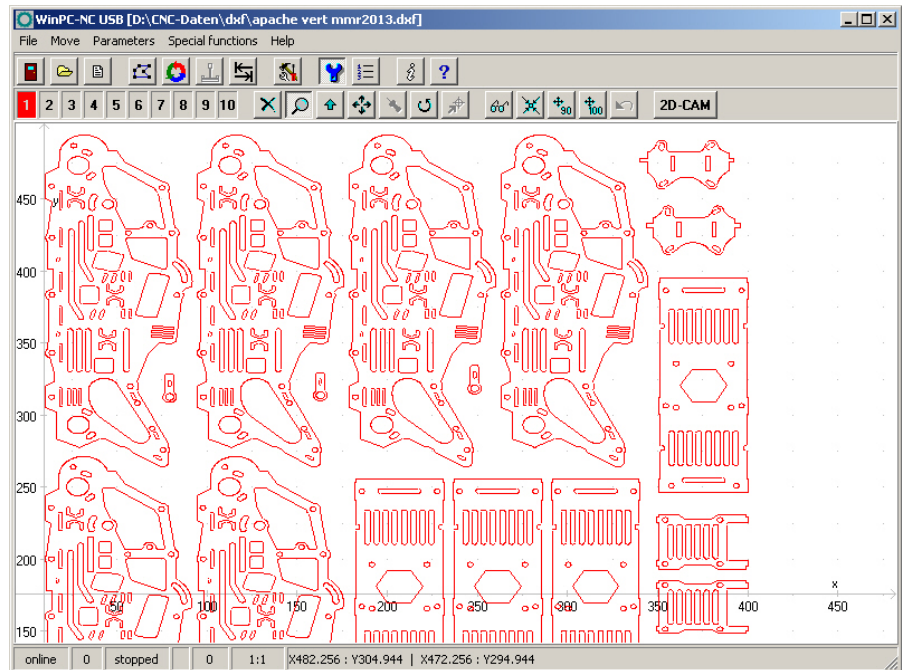 WinPC-NC USB [D:\CNC-Daten\dxf\apache vert mmr2013.dxf]
File Move Parameters Special functions Help
1 2 3 4 5 6 7 8 9 10 90 100 2D-CAM
450 y
400
350
300
250
200
x
50 100 150 200 250 300 350 400 450
150
online 0 stopped 0 1:1 X482.256 : Y304.944 | X472.256 : Y294.944